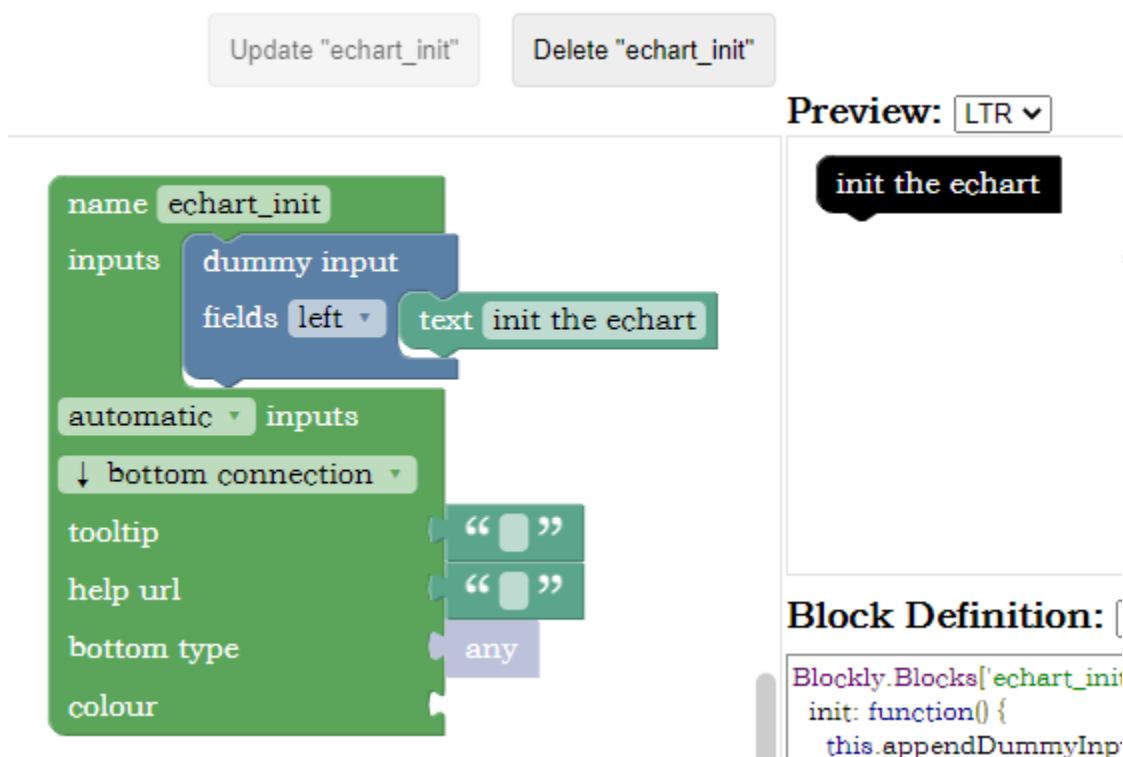 Update "echart_init"
Delete "echart_init"
Preview: LTR
init the echart
name echart_init
inputs dummy input
fields left text init the echart
automatic inputs
↓ bottom connection
tooltip “ ”
help url “ ”
bottom type any
colour
Block Definition:
Blockly.Blocks['echart_init
init: function() {
this.appendDummyInp